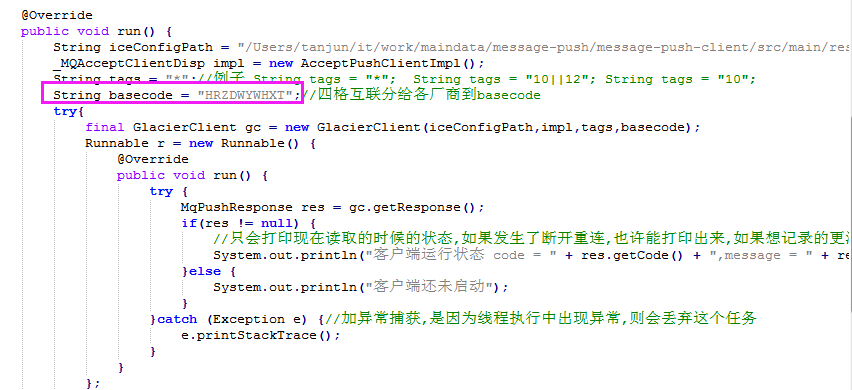 @Override
public void run() {
String iceConfigPath = "/Users/tanjun/it/work/maindata/message-push/message-push-client/src/main/res
_MQAcceptClientDisp impl = new AcceptPushClientImpl();
String tags = "*";//例子 String tags = "*";  String tags = "10||12"; String tags = "10";
String basecode = "HRZDWYWHXT";//四格互联分给各厂商到basecode
try{
final GlacierClient gc = new GlacierClient(iceConfigPath,impl,tags,basecode);
Runnable r = new Runnable() {
@Override
public void run() {
try {
MqPushResponse res = gc.getResponse();
if(res != null) {
//只会打印现在读取的时候的状态,如果发生了断开重连,也许能打印出来,如果想记录的更
System.out.println("客户端运行状态 code = " + res.getCode() + ",message = " + re
}else {
System.out.println("客户端还未启动");
}
}catch (Exception e) {//加异常捕获,是因为线程执行中出现异常,则会丢弃这个任务
e.printStackTrace();
}
}
};